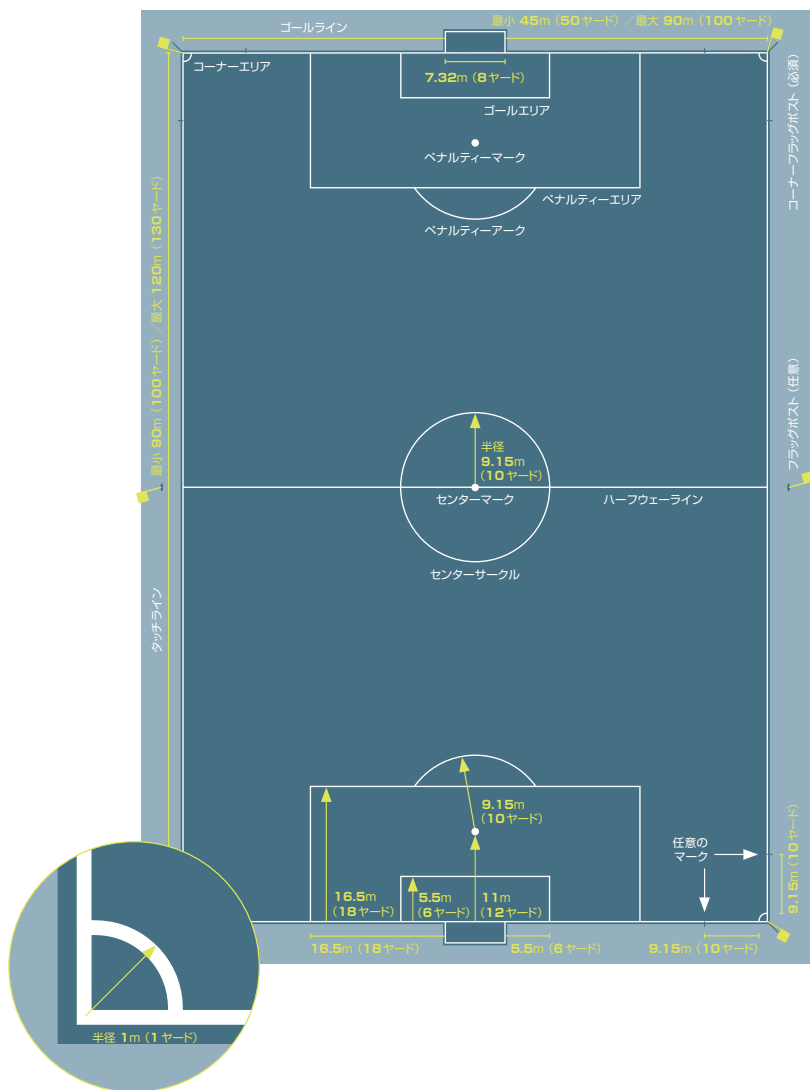 ゴールライン
最小 45m（50ヤード）／最大 90m（100ヤード）
コーナーエリア
7.32m（8ヤード）
ゴールエリア
ペナルティーマーク
ペナルティーエリア
ペナルティーアーク
コーナーフラッグポスト（必須）
最小 90m（100ヤード）／最大 120m（130ヤード）
フラッグポスト（任意）
半径
9.15m
（10ヤード）
センターマーク
ハーフウェーライン
センターサークル
タッチライン
9.15m
（10ヤード）
任意の
マーク
9.15m（10ヤード）
16.5m
（18ヤード）
5.5m
（6ヤード）
11m
（12ヤード）
16.5m（18ヤード）
5.5m（6ヤード）
9.15m（10ヤード）
半径 1m（1ヤード）